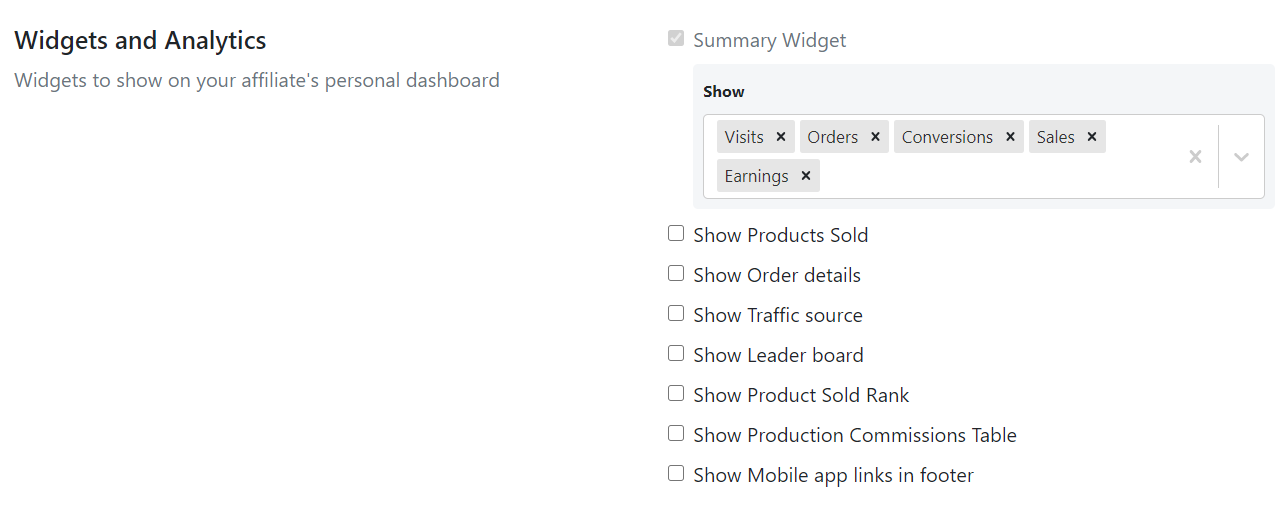 Widgets and Analytics
Widgets to show on your affiliate's personal dashboard
Summary Widget
Show
Visits Orders Conversions Sales
Earnings
Show Products Sold
Show Order details
Show Traffic source
Show Leader board
Show Product Sold Rank
Show Production Commissions Table
Show Mobile app links in footer